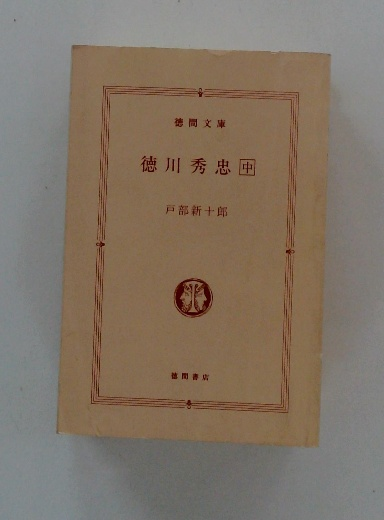 徳間文庫
徳川秀忠 中
戸部新十郎
徳間書店